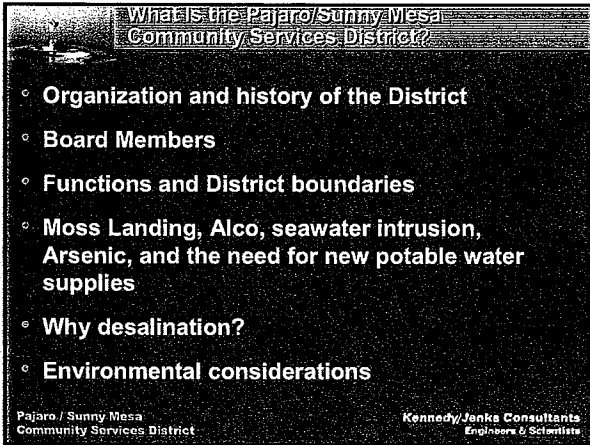 What Is the Pajaro/Sunny Mesa
Community Services District?
Organization and history of the District
Board Members
Functions and District boundaries
Moss Landing, Alco, seawater intrusion,
Arsenic, and the need for new potable water
supplies
Why desalination?
Environmental considerations
Pajaro / Sunny Mesa
Community Services District
Kennedy/Jenks Consultants
Engineers & Scientists